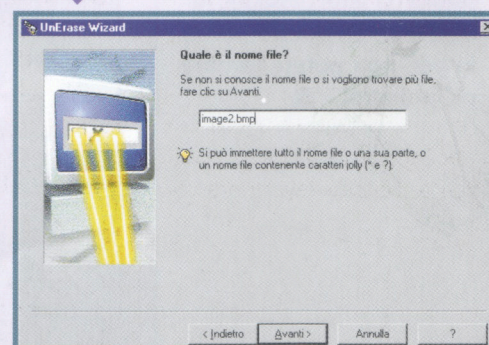 UnErase Wizard
Quale è il nome file?
Se non si conosce il nome file o si vogliono trovare più file,
fare clic su Avanti.
image2.bmp
Si può immettere tutto il nome file o una sua parte, o
un nome file contenente caratteri jolly (* e ?).
< Indietro
Avanti >
Annulla
?